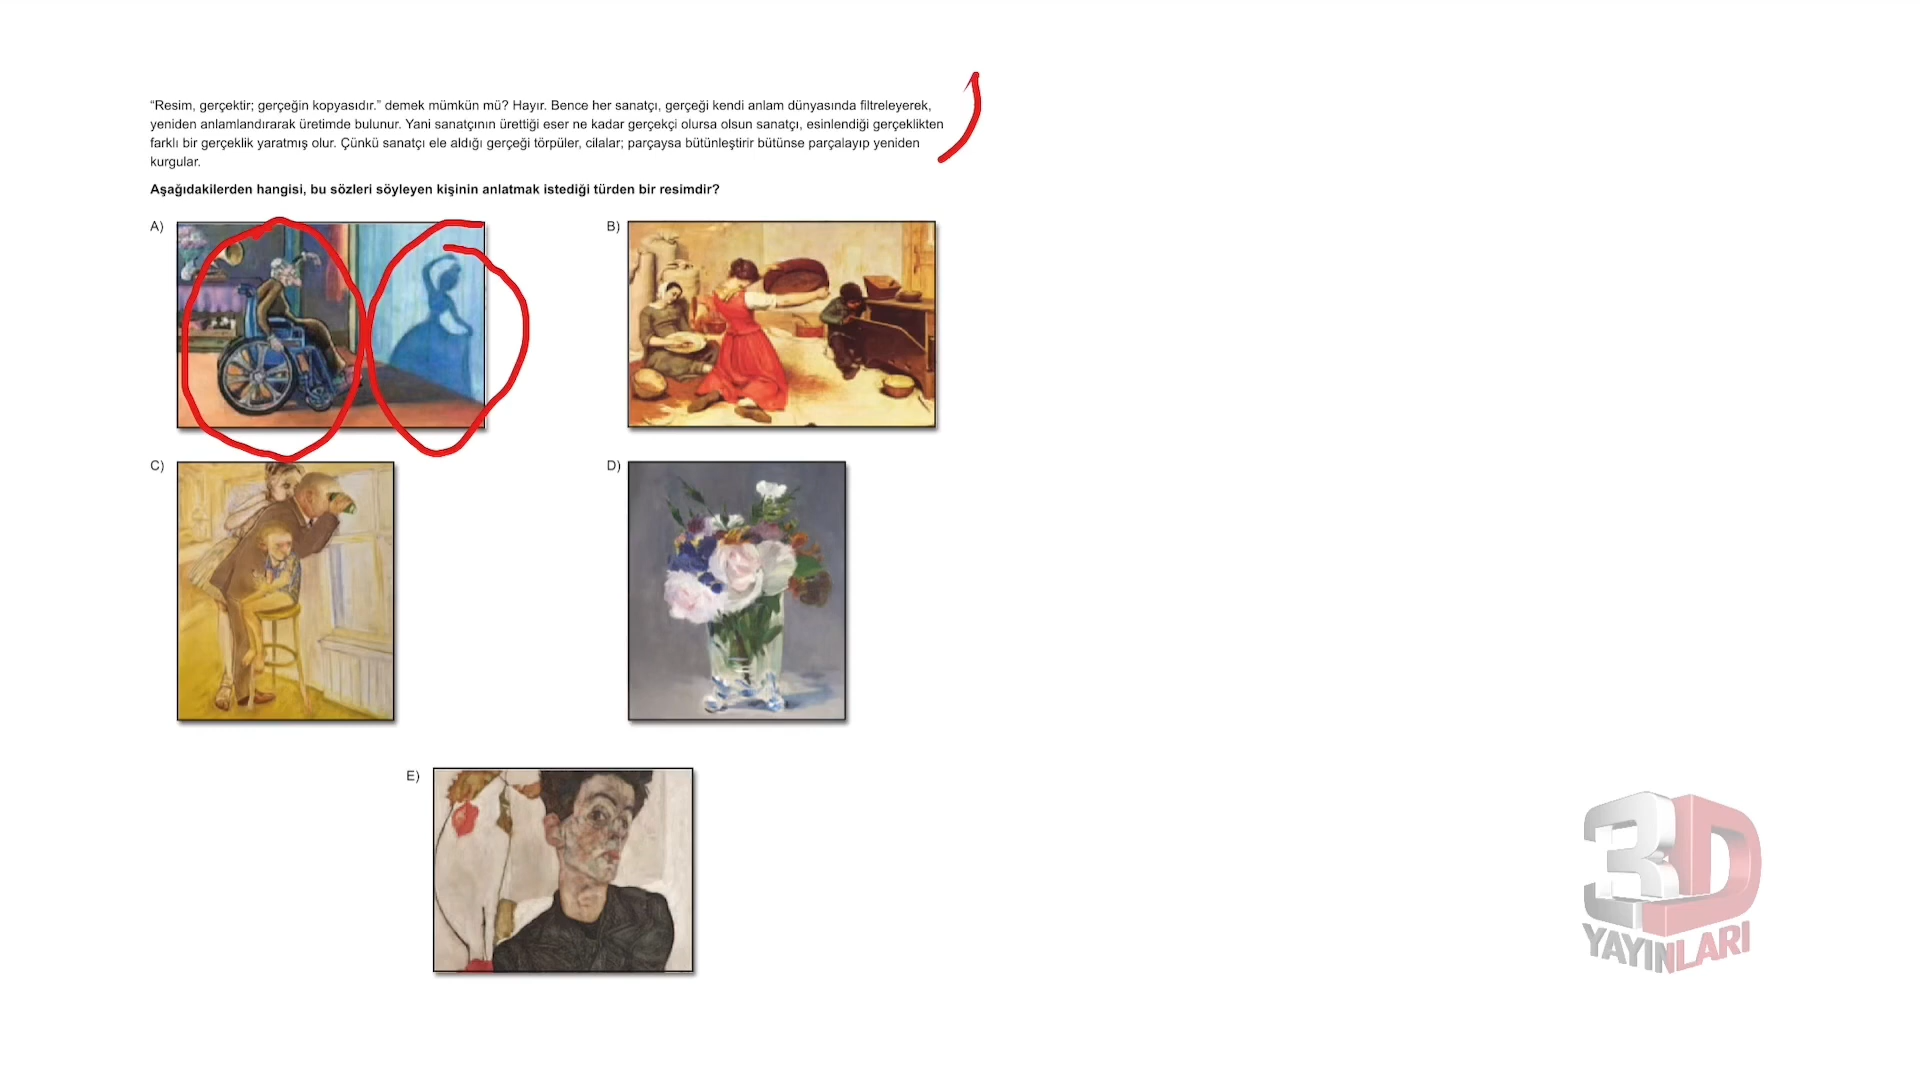 “Resim, gerçektir; gerçeğin kopyasıdır.” demek mümkün mü? Hayır. Bence her sanatçı, gerçeği kendi anlam dünyasında filtreleyerek,
yeniden anlamlandırarak üretimde bulunur. Yani sanatçının ürettiği eser ne kadar gerçekçi olursa olsun sanatçı, esinlendiği gerçeklikten
farklı bir gerçeklik yaratmış olur. Çünkü sanatçı ele aldığı gerçeği törpüler, cilalar; parçaysa bütünleştirir bütünse parçalayıp yeniden
kurgular.
Aşağıdakilerden hangisi, bu sözleri söyleyen kişinin anlatmak istediği türden bir resimdir?
A)
B)
C)
D)
E)
3D
YAYINLARI